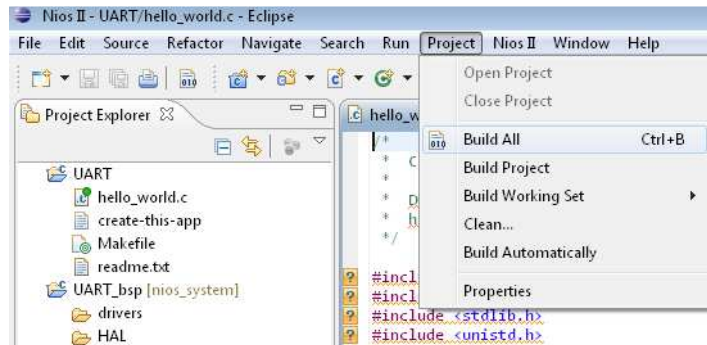 Nios II - UART/hello_world.c - Eclipse
File Edit Source Refactor Navigate Search Run Project Nios II Window Help
Project Explorer
UART
hello_world.c
create-this-app
Makefile
readme.txt
UART_bsp [nios_system]
drivers
HAL
hello_w
/*
* C
*
* D
* h
*/
#incl
#incl
#include <stdlib.h>
#include <unistd.h>
Open Project
Close Project
010 Build All Ctrl+B
Build Project
Build Working Set
Clean...
Build Automatically
Properties